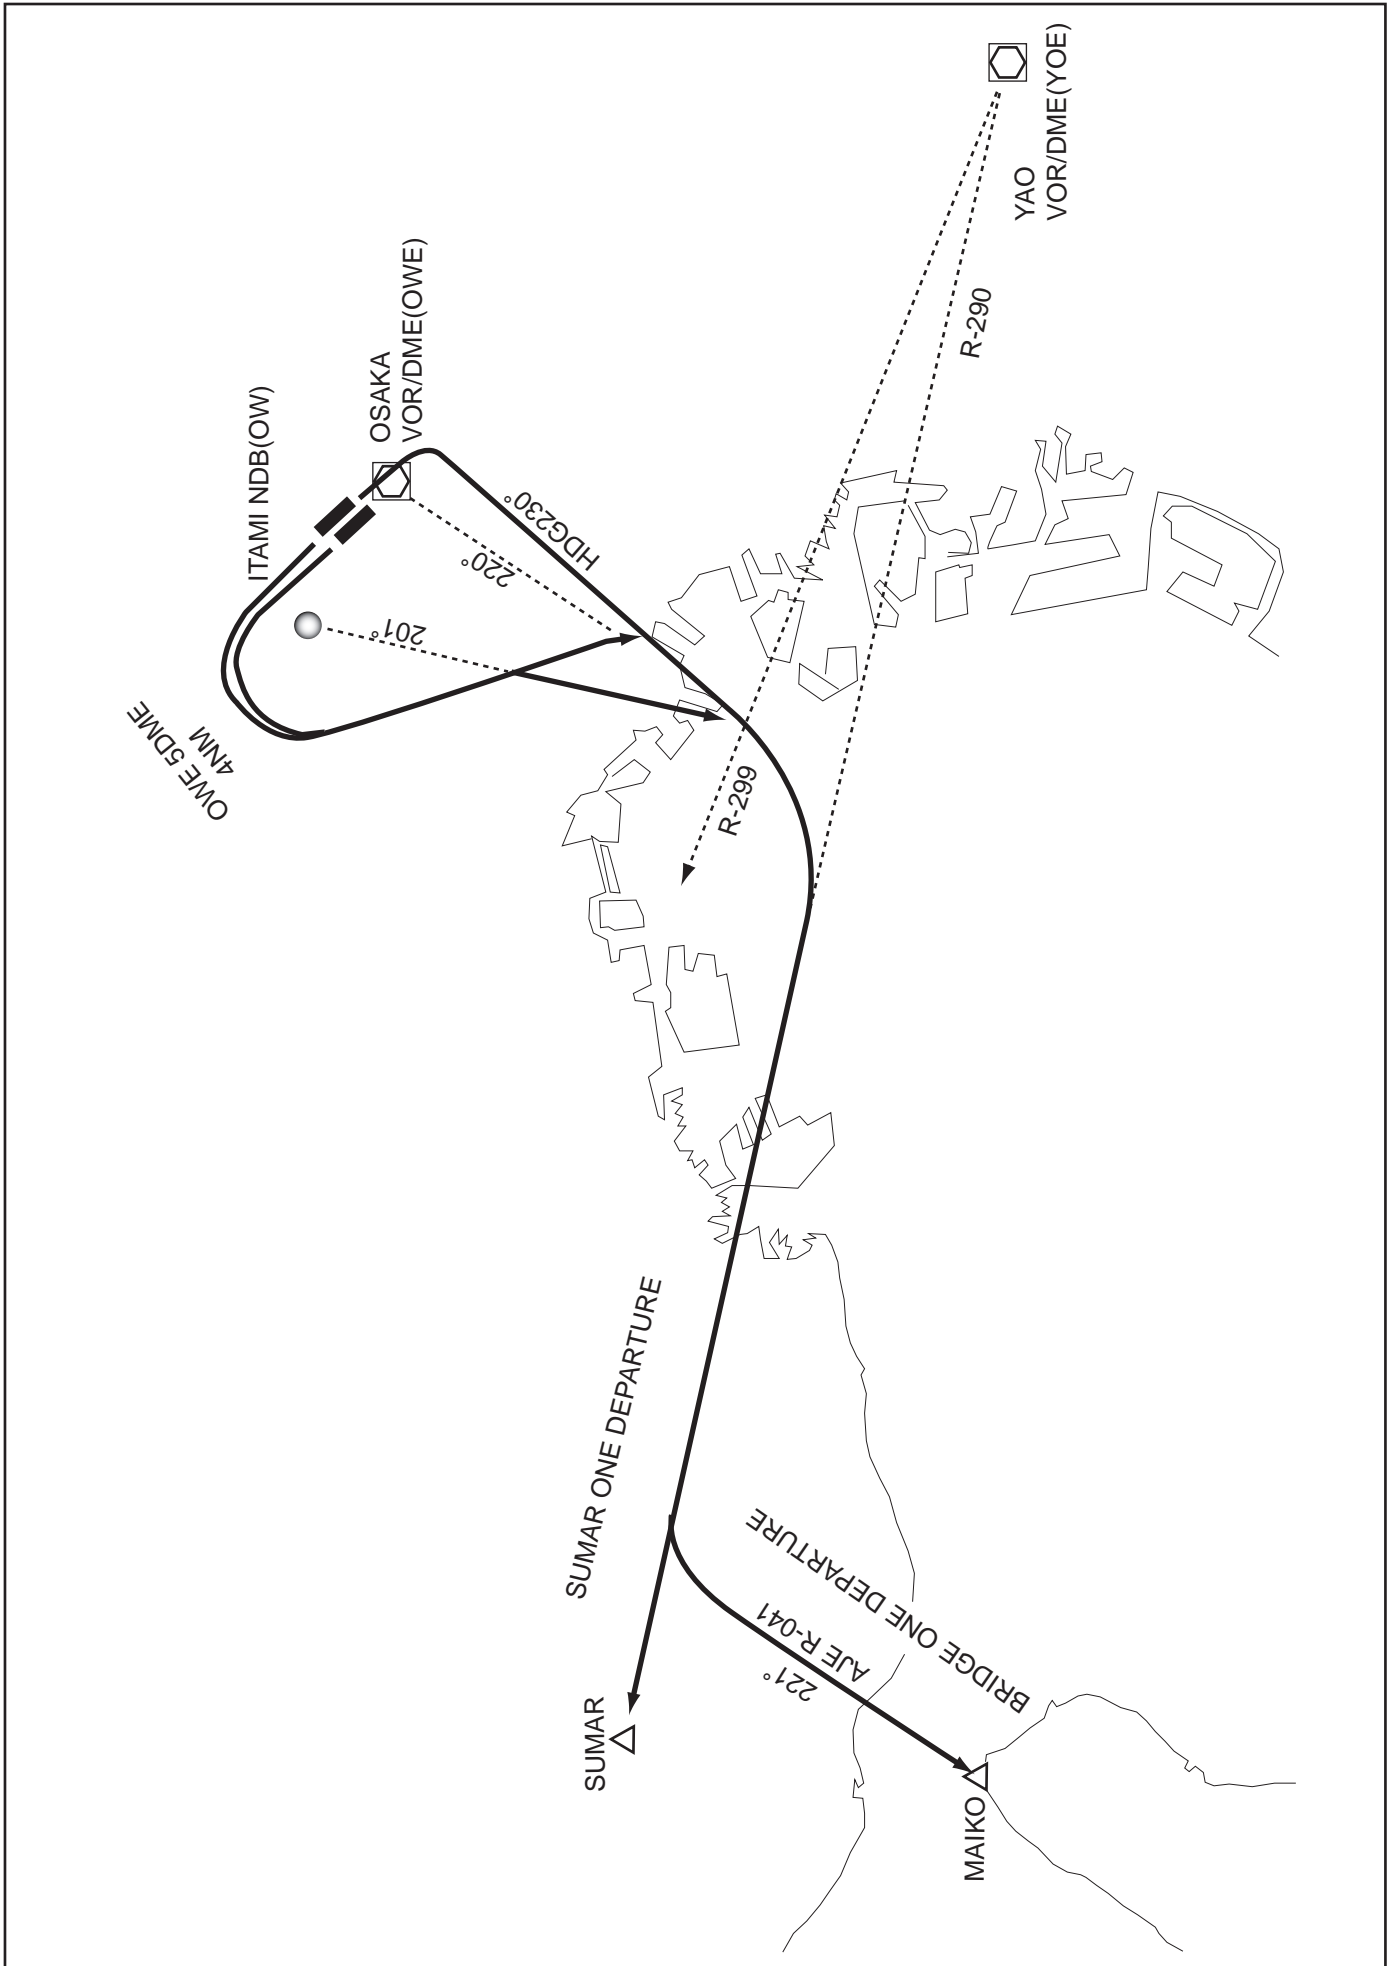 ITAMI NDB(OW)
OSAKA
VOR/DME(OWE)
YAO
VOR/DME(YOE)
OWE 5DME
4NM
201°
220°
HDG230°
R-299
R-290
SUMAR ONE DEPARTURE
SUMAR
BRIDGE ONE DEPARTURE
AJE R-041
221°
MAIKO